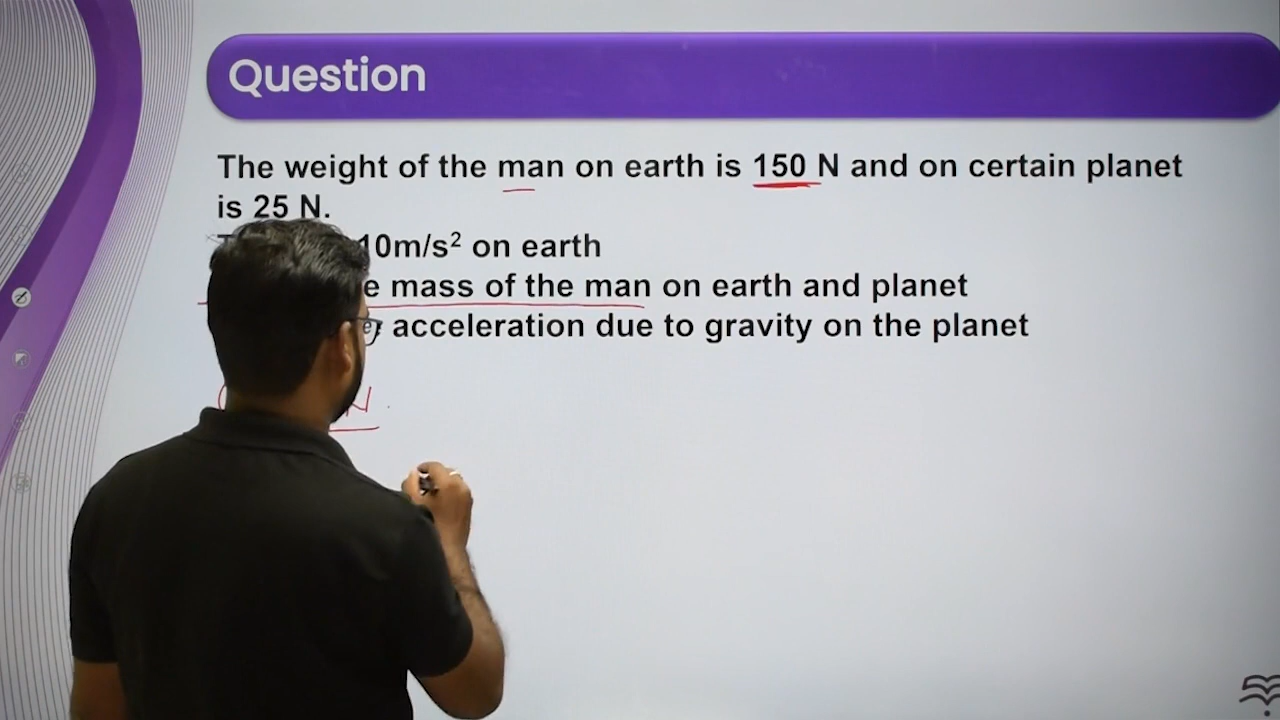 Question
The weight of the man on earth is 150 N and on certain planet
is 25 N.
10m/s² on earth
mass of the man on earth and planet
acceleration due to gravity on the planet
N